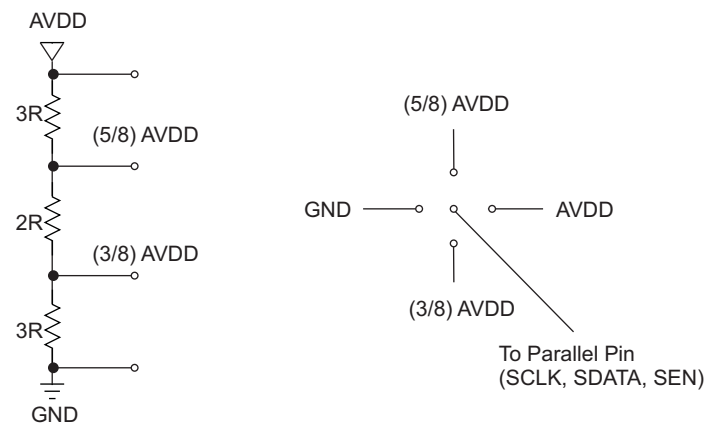 AVDD
3R
(5/8) AVDD
2R
(3/8) AVDD
3R
GND
(5/8) AVDD
GND
AVDD
(3/8) AVDD
To Parallel Pin
(SCLK, SDATA, SEN)